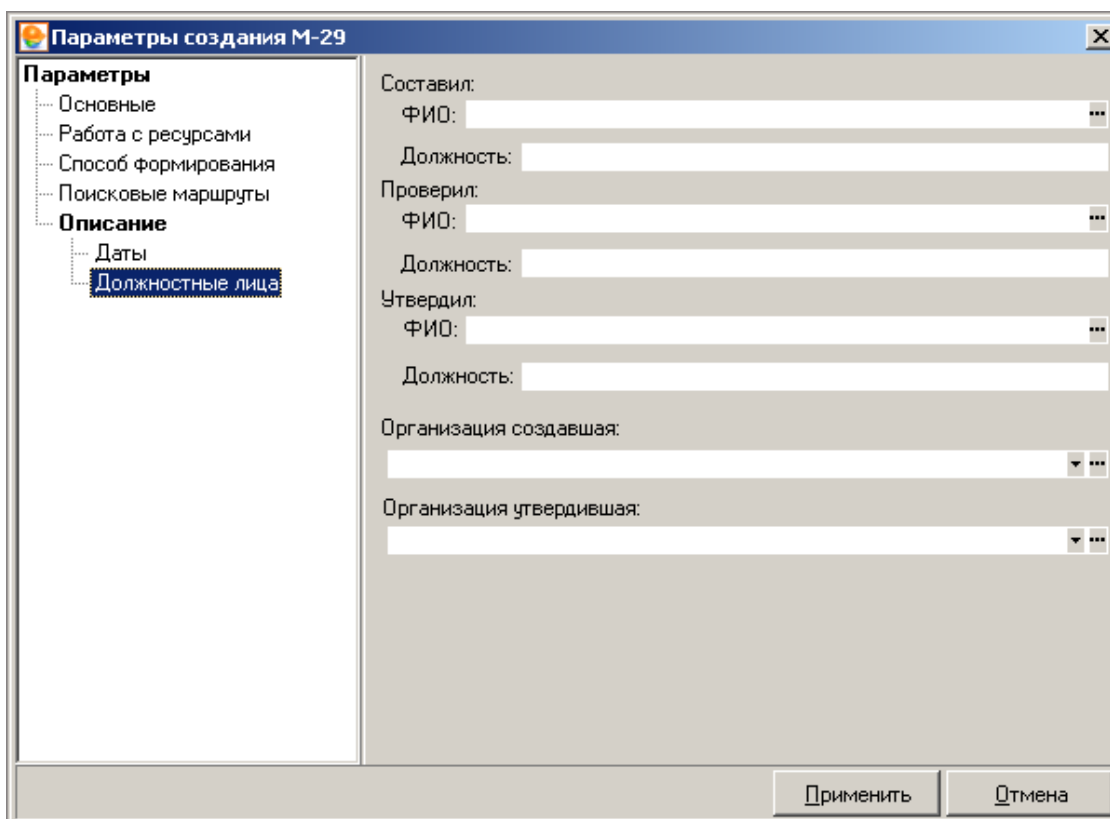 Параметры создания М-29
Параметры
Основные
Работа с ресурсами
Способ формирования
Поисковые маршруты
Описание
Даты
Должностные лица
Составил:
ФИО:
Должность:
Проверил:
ФИО:
Должность:
Утвердил:
ФИО:
Должность:
Организация создавшая:
Организация утвердившая:
Применить
Отмена